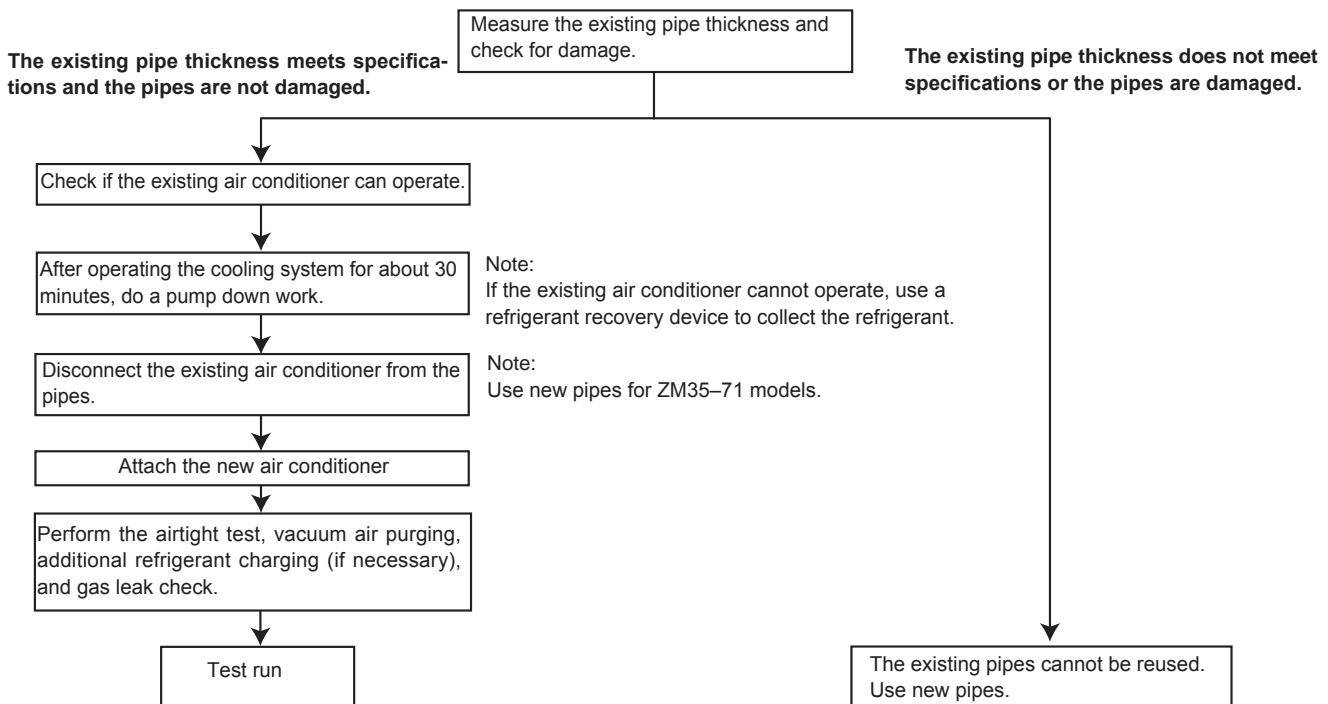 Measure the existing pipe thickness and
check for damage.
The existing pipe thickness meets specifica-
tions and the pipes are not damaged.
The existing pipe thickness does not meet
specifications or the pipes are damaged.
Check if the existing air conditioner can operate.
After operating the cooling system for about 30
minutes, do a pump down work.
Note:
If the existing air conditioner cannot operate, use a
refrigerant recovery device to collect the refrigerant.
Disconnect the existing air conditioner from the
pipes.
Note:
Use new pipes for ZM35–71 models.
Attach the new air conditioner
Perform the airtight test, vacuum air purging,
additional refrigerant charging (if necessary),
and gas leak check.
Test run
The existing pipes cannot be reused.
Use new pipes.